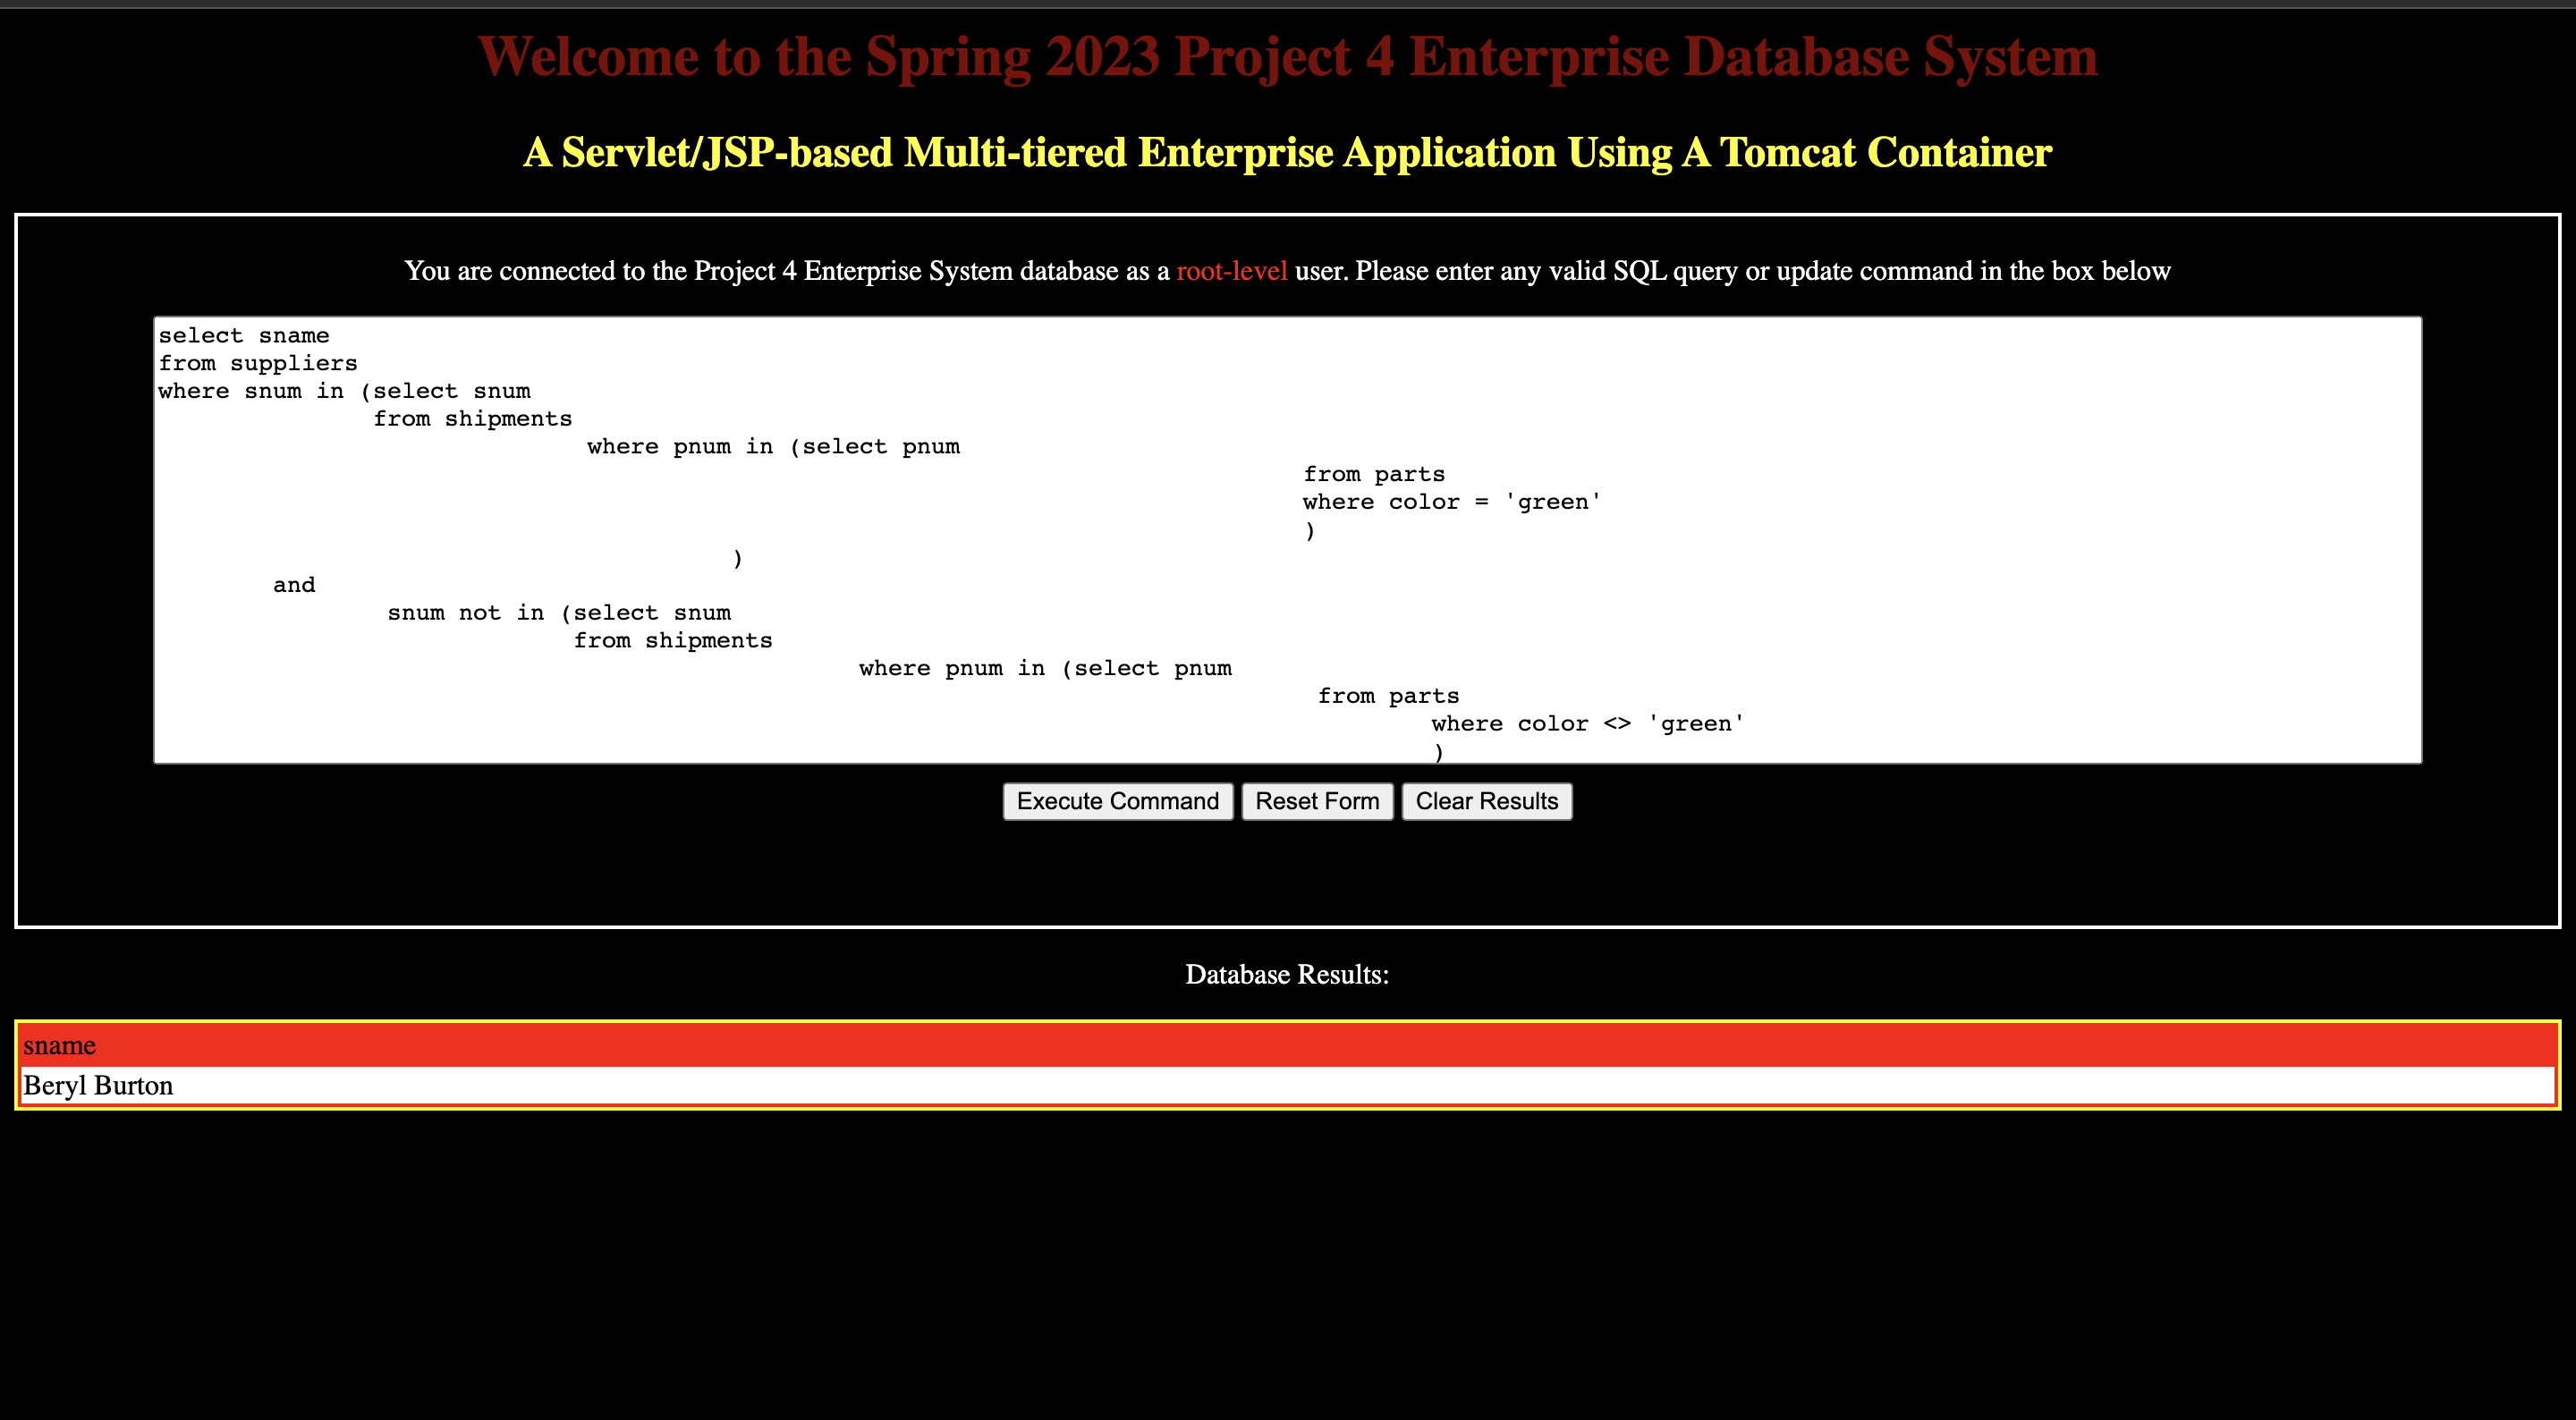 Welcome to the Spring 2023 Project 4 Enterprise Database System
A Servlet/JSP-based Multi-tiered Enterprise Application Using A Tomcat Container
You are connected to the Project 4 Enterprise System database as a root-level user. Please enter any valid SQL query or update command in the box below
select sname
from suppliers
where snum in (select snum
from shipments
where pnum in (select pnum
from parts
where color = 'green'
)
)
and
snum not in (select snum
from shipments
where pnum in (select pnum
from parts
where color <> 'green'
)
Execute Command Reset Form Clear Results
Database Results:
sname
Beryl Burton